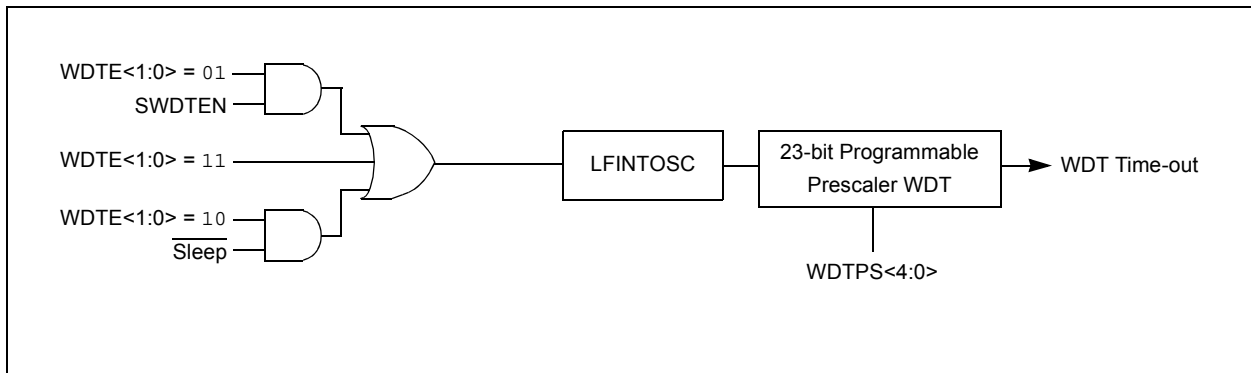 WDTE<1:0> = 01
SWDTEN
WDTE<1:0> = 11
WDTE<1:0> = 10
Sleep
LFINTOSC
23-bit Programmable
Prescaler WDT
WDT Time-out
WDTPS<4:0>